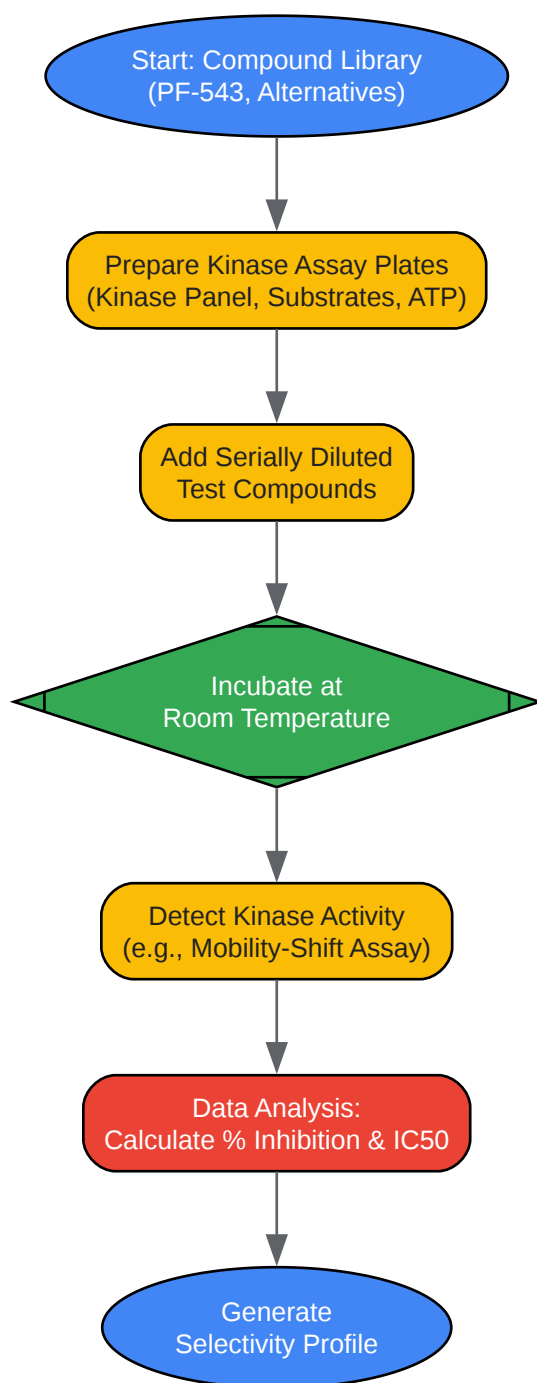 Start: Compound Library
(PF-543, Alternatives)
Prepare Kinase Assay Plates
(Kinase Panel, Substrates, ATP)
Add Serially Diluted
Test Compounds
Incubate at
Room Temperature
Detect Kinase Activity
(e.g., Mobility-Shift Assay)
Data Analysis:
Calculate % Inhibition & IC50
Generate
Selectivity Profile